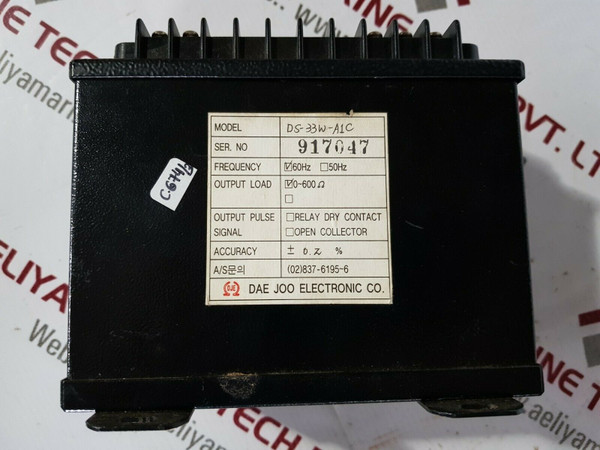 MODEL DS-33W-A1C
SER. NO 917047
FREQUENCY ☑60Hz ☐50Hz
OUTPUT LOAD ☑0~600Ω
☐
OUTPUT PULSE ☐RELAY DRY CONTACT
SIGNAL ☐OPEN COLLECTOR
ACCURACY ± 0.2 %
A/S문의 (02)837-6195~6
DJE DAE JOO ELECTRONIC CO.